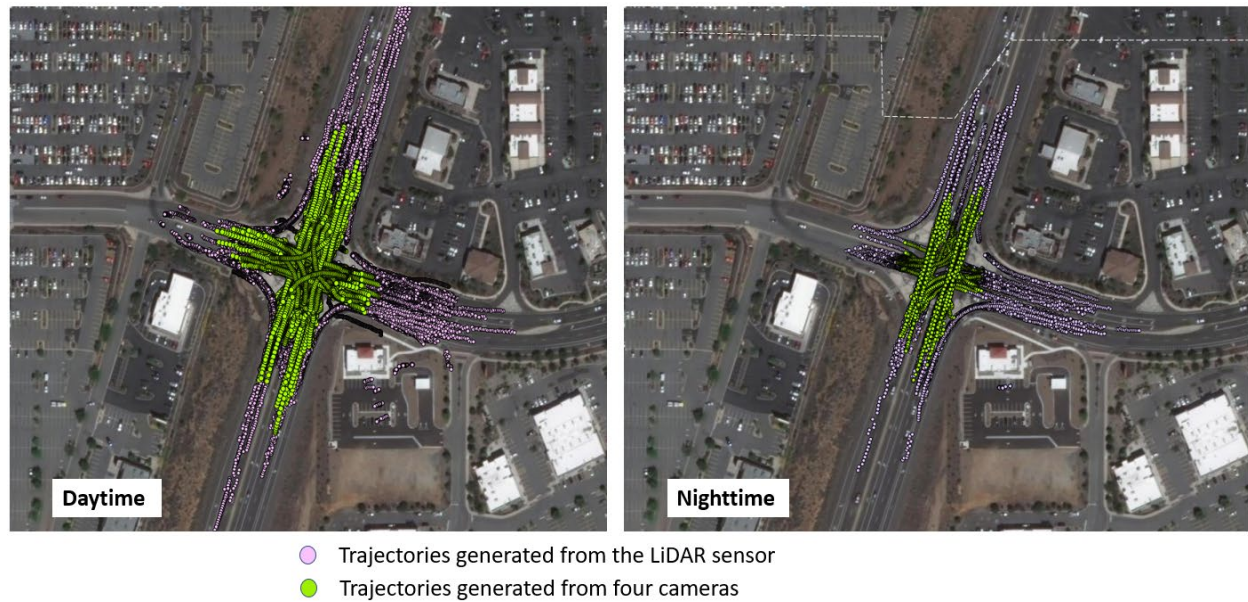 Daytime
Nighttime
Trajectories generated from the LiDAR sensor
Trajectories generated from four cameras